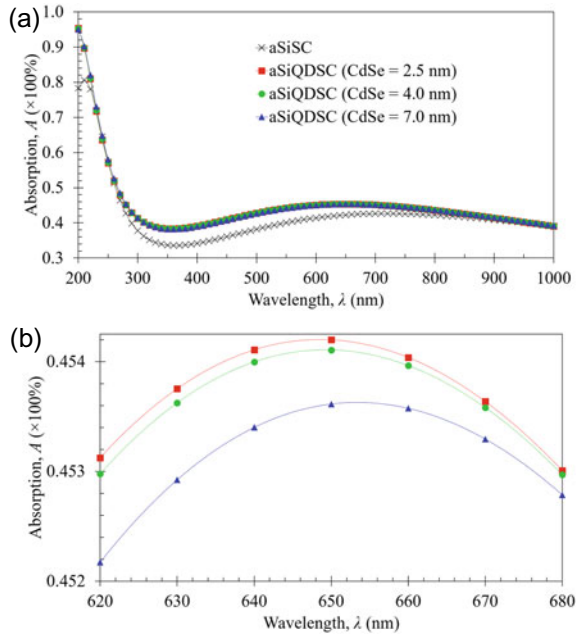 (a)
1.0
0.9
0.8
0.7
0.6
0.5
0.4
0.3
Absorption, A (×100%)
aSiSC
aSiQDSC (CdSe = 2.5 nm)
aSiQDSC (CdSe = 4.0 nm)
aSiQDSC (CdSe = 7.0 nm)
200 300 400 500 600 700 800 900 1000
Wavelength, λ (nm)
(b)
0.454
0.453
0.452
Absorption, A (×100%)
620 630 640 650 660 670 680
Wavelength, λ (nm)